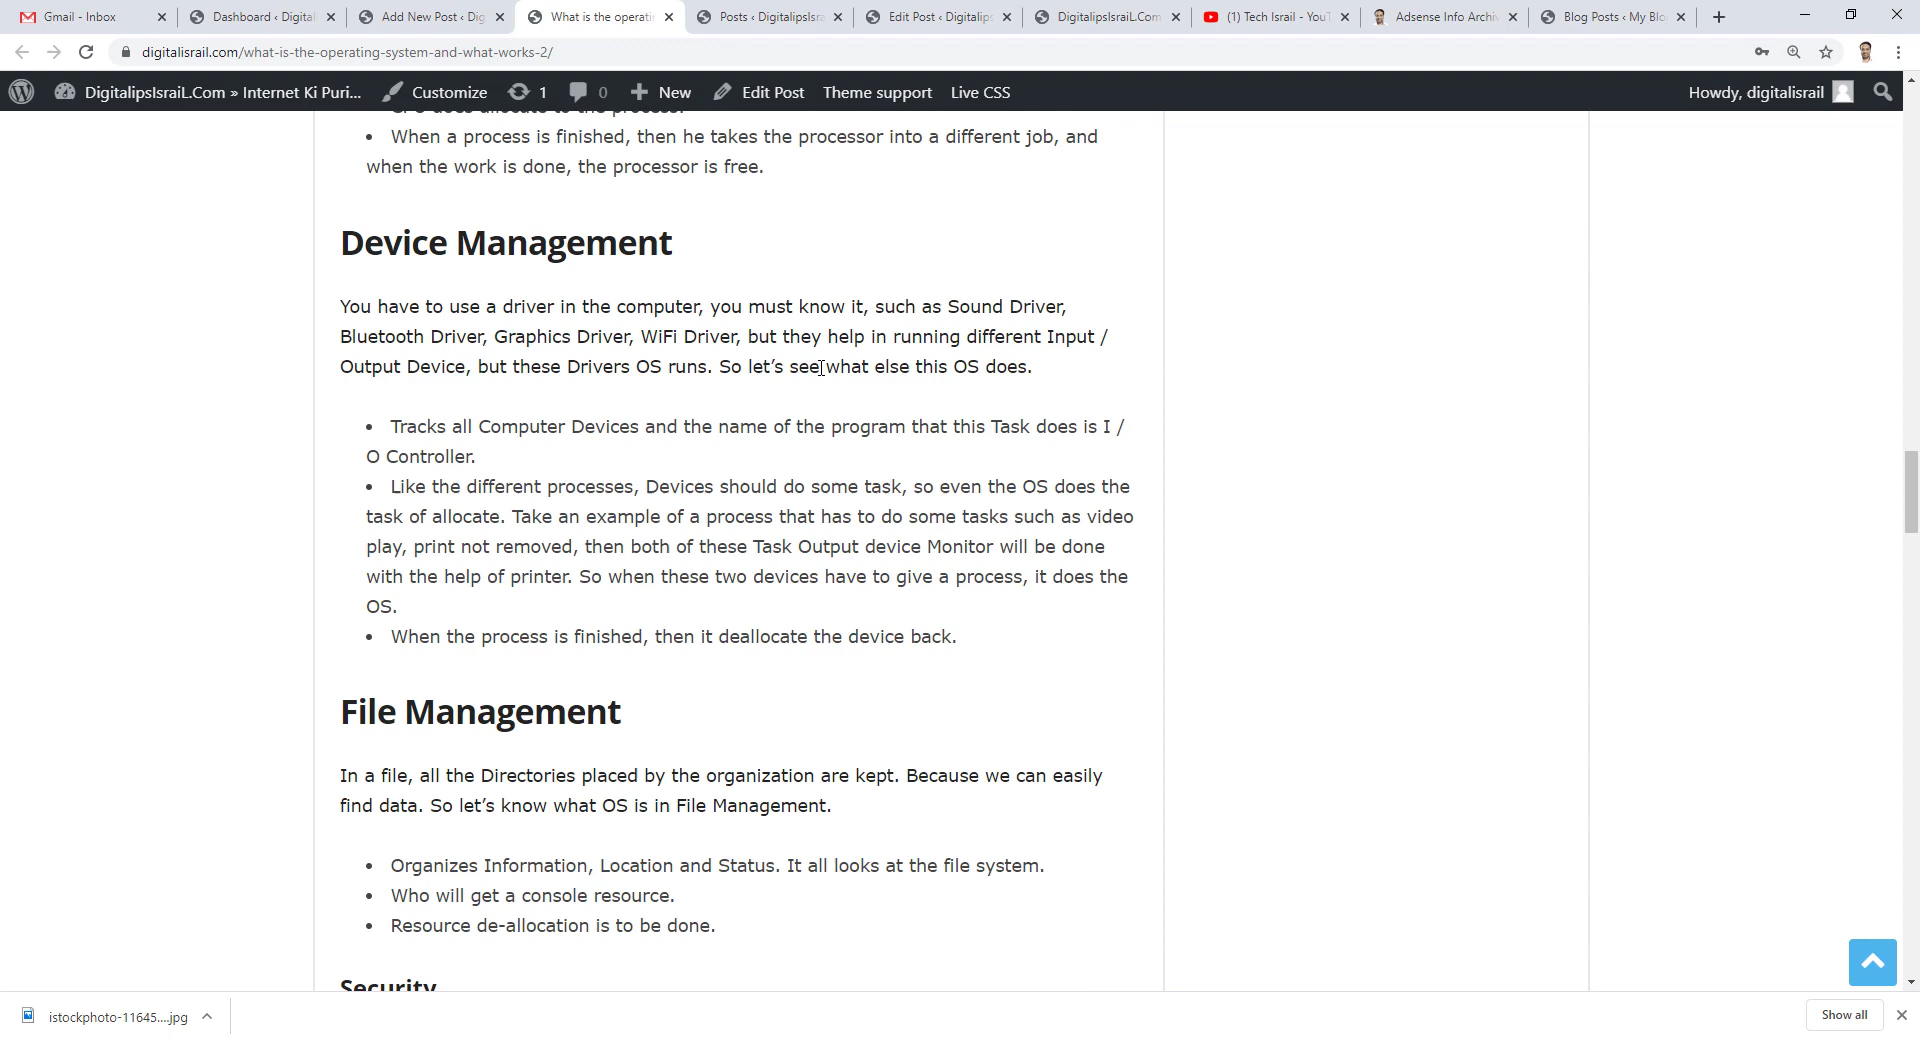 Gmail - Inbox
Dashboard ‹ Digital
Add New Post ‹ Dig
What is the operati
Posts ‹ DigitalipsIsra
Edit Post ‹ Digitalips
DigitalipsIsraiL.Com
(1) Tech Israil - YouT
Adsense Info Archiv
Blog Posts ‹ My Blo
digitalisrail.com/what-is-the-operating-system-and-what-works-2/
DigitalipsIsraiL.Com » Internet Ki Puri...
Customize
1
0
New
Edit Post
Theme support
Live CSS
Howdy, digitalisrail
• When a process is finished, then he takes the processor into a different job, and
when the work is done, the processor is free.
Device Management
You have to use a driver in the computer, you must know it, such as Sound Driver,
Bluetooth Driver, Graphics Driver, WiFi Driver, but they help in running different Input /
Output Device, but these Drivers OS runs. So let’s see what else this OS does.
• Tracks all Computer Devices and the name of the program that this Task does is I /
O Controller.
• Like the different processes, Devices should do some task, so even the OS does the
task of allocate. Take an example of a process that has to do some tasks such as video
play, print not removed, then both of these Task Output device Monitor will be done
with the help of printer. So when these two devices have to give a process, it does the
OS.
• When the process is finished, then it deallocate the device back.
File Management
In a file, all the Directories placed by the organization are kept. Because we can easily
find data. So let’s know what OS is in File Management.
• Organizes Information, Location and Status. It all looks at the file system.
• Who will get a console resource.
• Resource de-allocation is to be done.
Security
istockphoto-11645....jpg
Show all